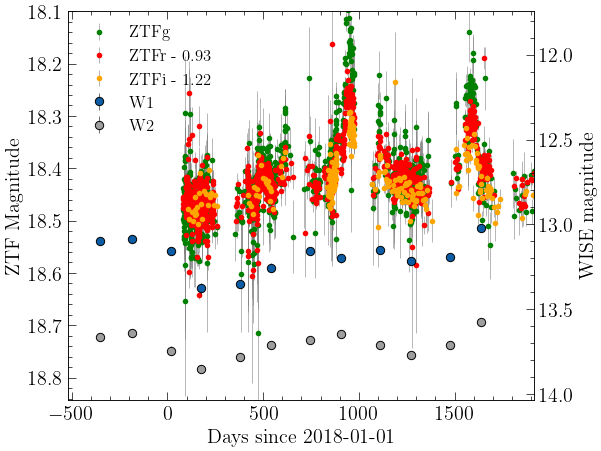 ZTFg
ZTFr - 0.93
ZTFi - 1.22
W1
W2
18.1
18.2
18.3
18.4
18.5
18.6
18.7
18.8
ZTF Magnitude
12.0
12.5
13.0
13.5
14.0
WISE magnitude
−500
0
500
1000
1500
Days since 2018-01-01